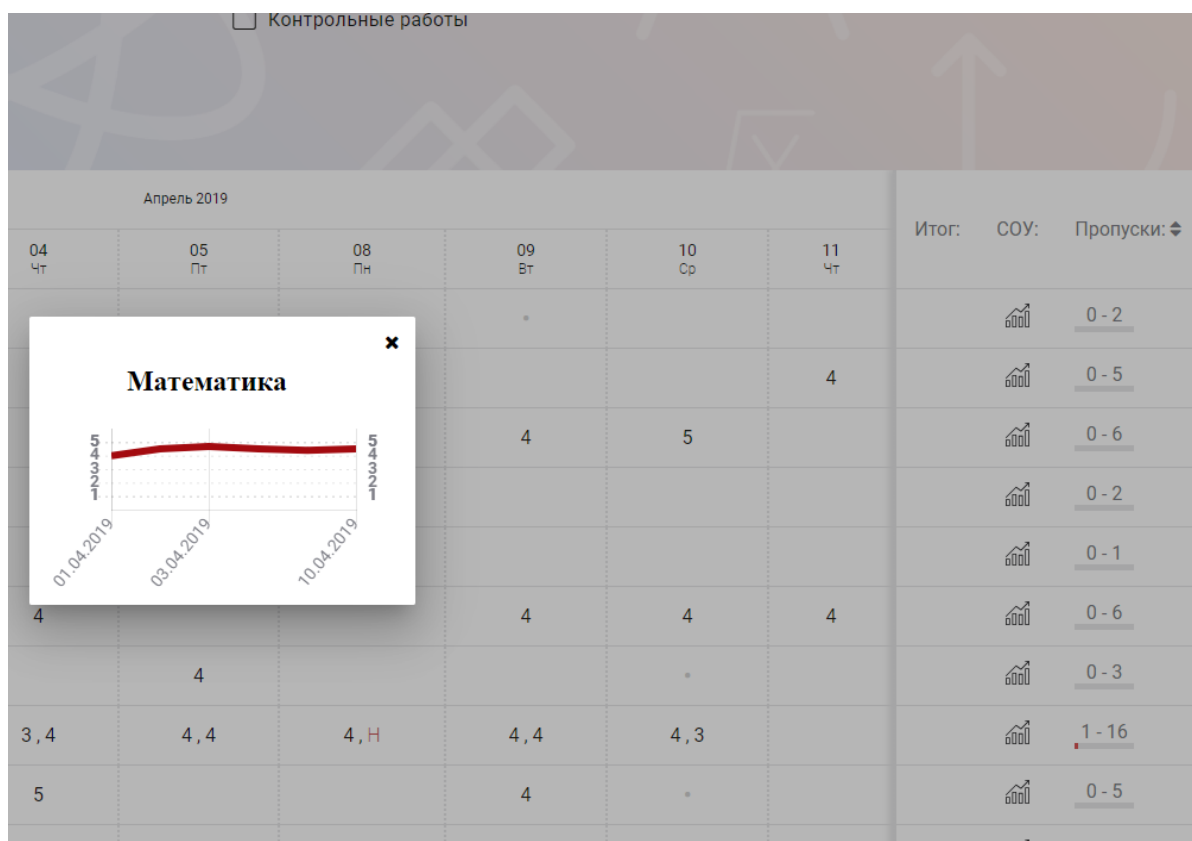 Контрольные работы
Апрель 2019
Итог: СОУ: Пропуски:
04 05 08 09 10 11
Чт Пт Пн Вт Ср Чт
0 - 2
Математика
4 0 - 5
5 5
4 4
3 3
2 2
1 1
4 5 0 - 6
0 - 2
01.04.2019 03.04.2019 10.04.2019
0 - 1
4 4 4 4 0 - 6
4 0 - 3
3 , 4 4 , 4 4 , Н 4 , 4 4 , 3 1 - 16
5 4 0 - 5